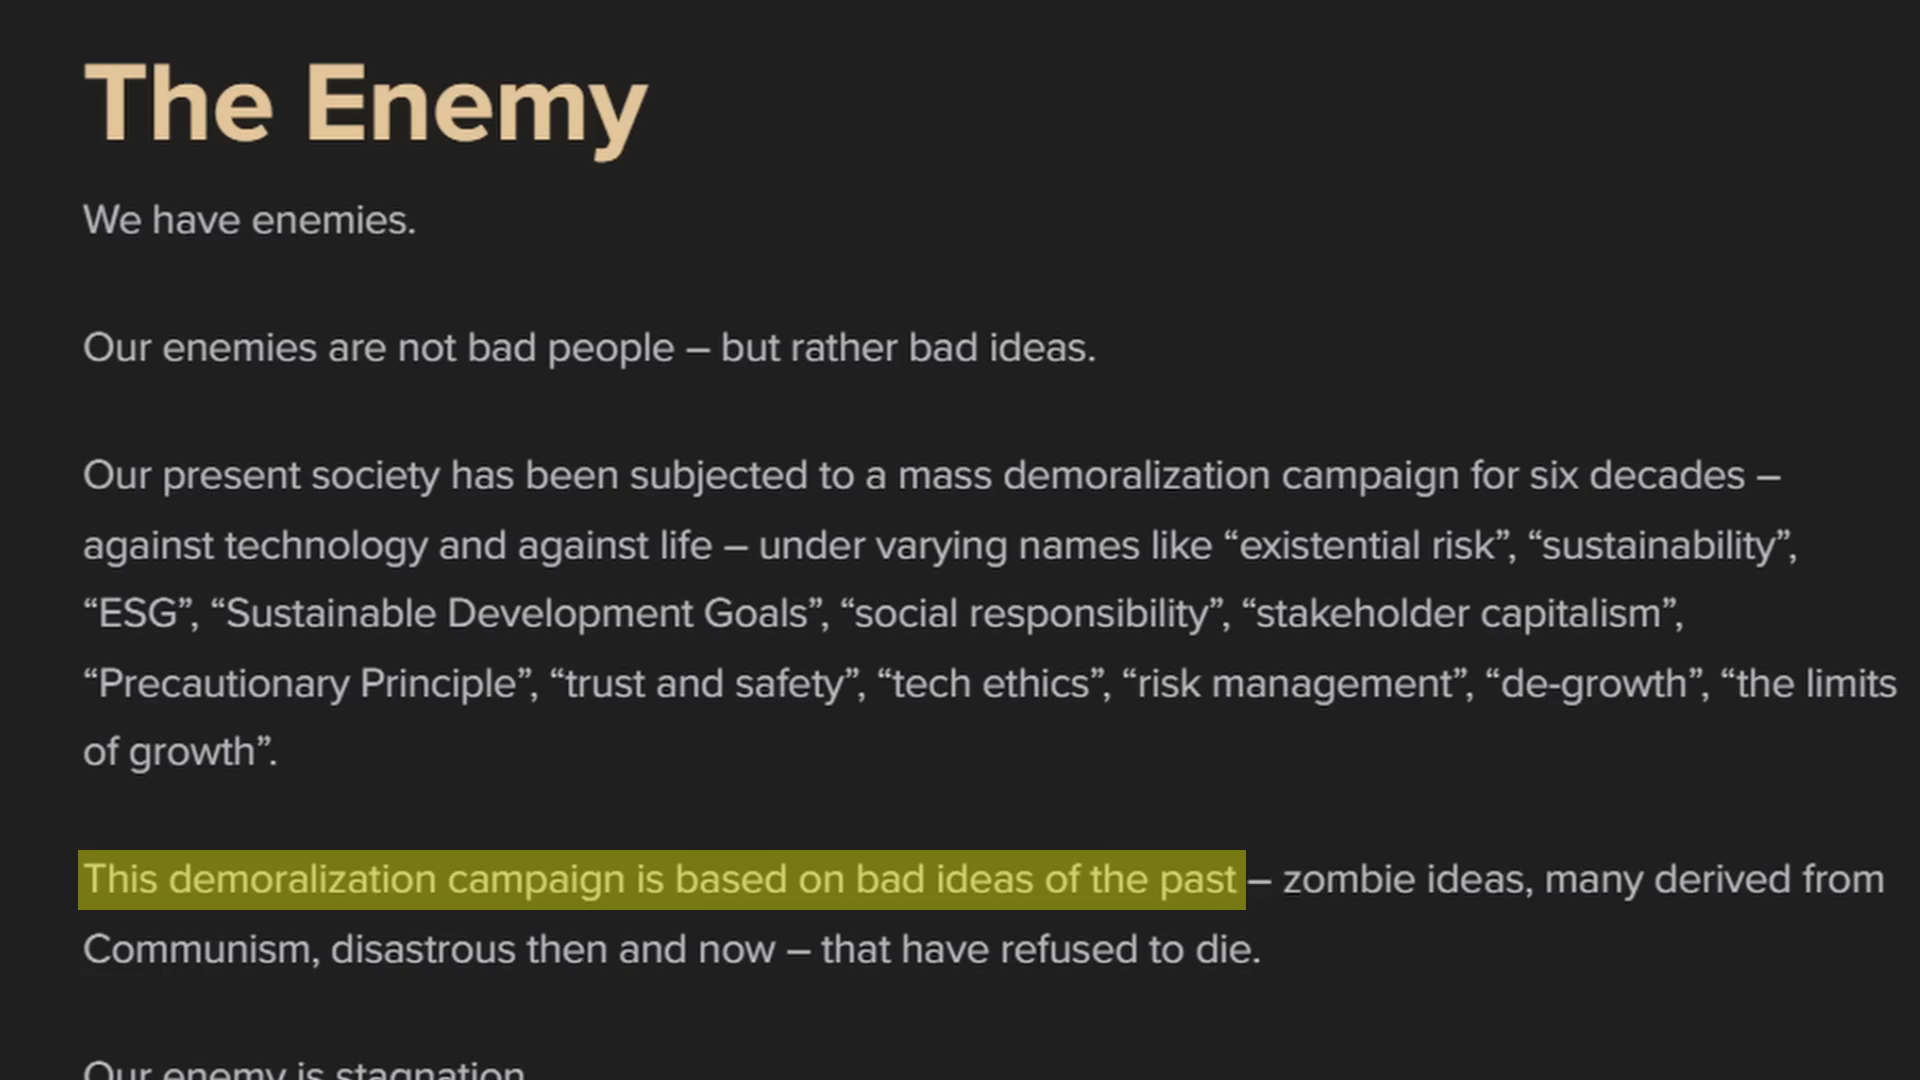 The Enemy
We have enemies.
Our enemies are not bad people – but rather bad ideas.
Our present society has been subjected to a mass demoralization campaign for six decades –
against technology and against life – under varying names like “existential risk”, “sustainability”,
“ESG”, “Sustainable Development Goals”, “social responsibility”, “stakeholder capitalism”,
“Precautionary Principle”, “trust and safety”, “tech ethics”, “risk management”, “de-growth”, “the limits
of growth”.
This demoralization campaign is based on bad ideas of the past – zombie ideas, many derived from
Communism, disastrous then and now – that have refused to die.
Our enemy is stagnation.